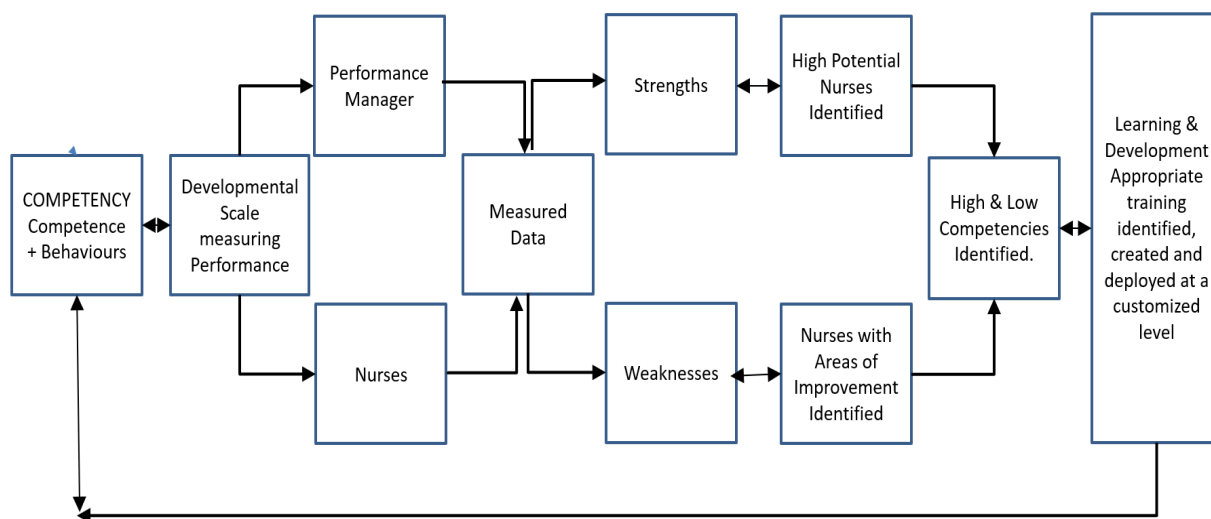 COMPETENCY
Competence
+ Behaviours
Developmental
Scale
measuring
Performance
Performance
Manager
Nurses
Measured
Data
Strengths
Weaknesses
High Potential
Nurses
Identified
Nurses with
Areas of
Improvement
Identified
High & Low
Competencies
Identified.
Learning &
Development
Appropriate
training
identified,
created and
deployed at a
customized
level